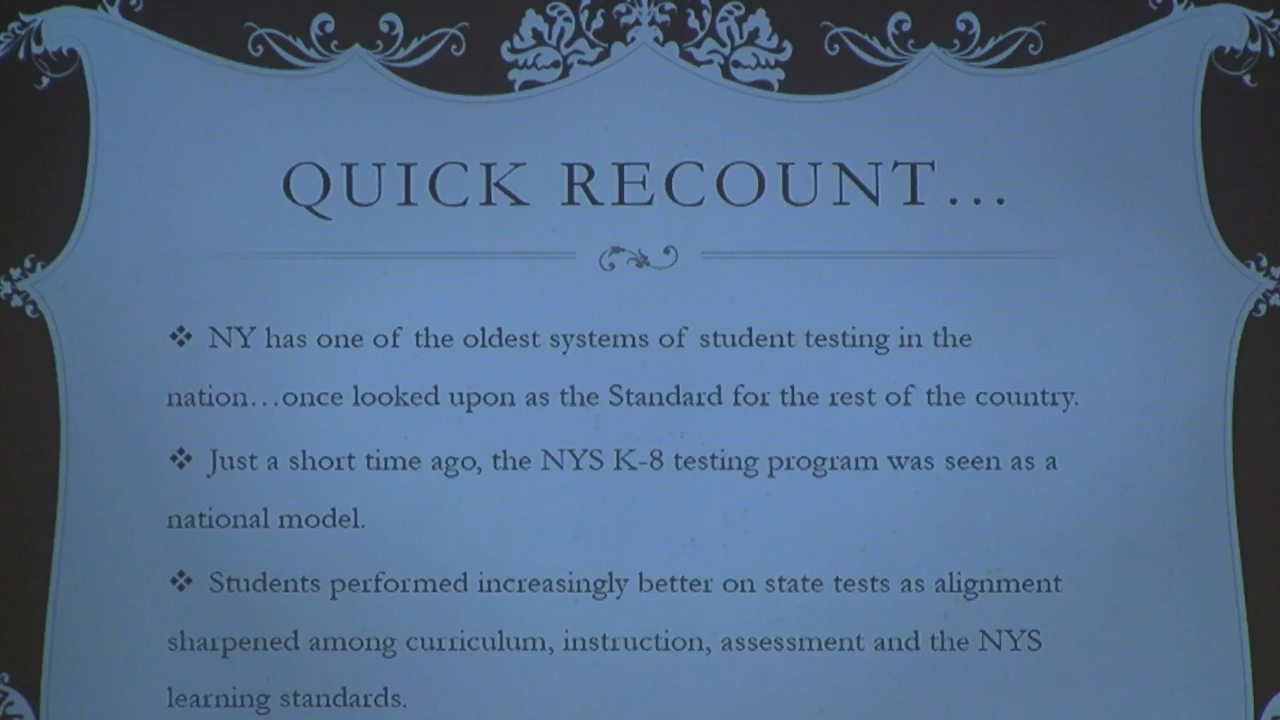 QUICK RECOUNT...
❖ NY has one of the oldest systems of student testing in the
nation...once looked upon as the Standard for the rest of the country.
❖ Just a short time ago, the NYS K-8 testing program was seen as a
national model.
❖ Students performed increasingly better on state tests as alignment
sharpened among curriculum, instruction, assessment and the NYS
learning standards.